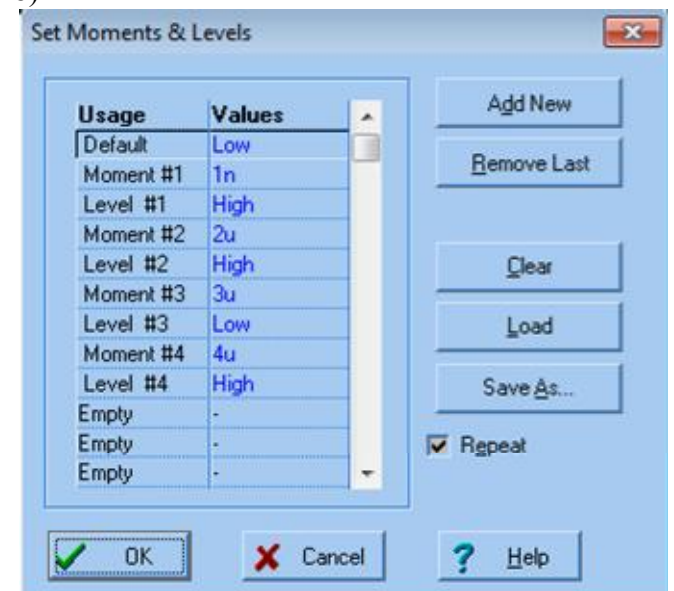 Set Moments & Levels
Usage Values
Default Low
Moment #1 1n
Level #1 High
Moment #2 2u
Level #2 High
Moment #3 3u
Level #3 Low
Moment #4 4u
Level #4 High
Empty -
Empty -
Empty -
Add New
Remove Last
Clear
Load
Save As...
Repeat
OK Cancel ? Help